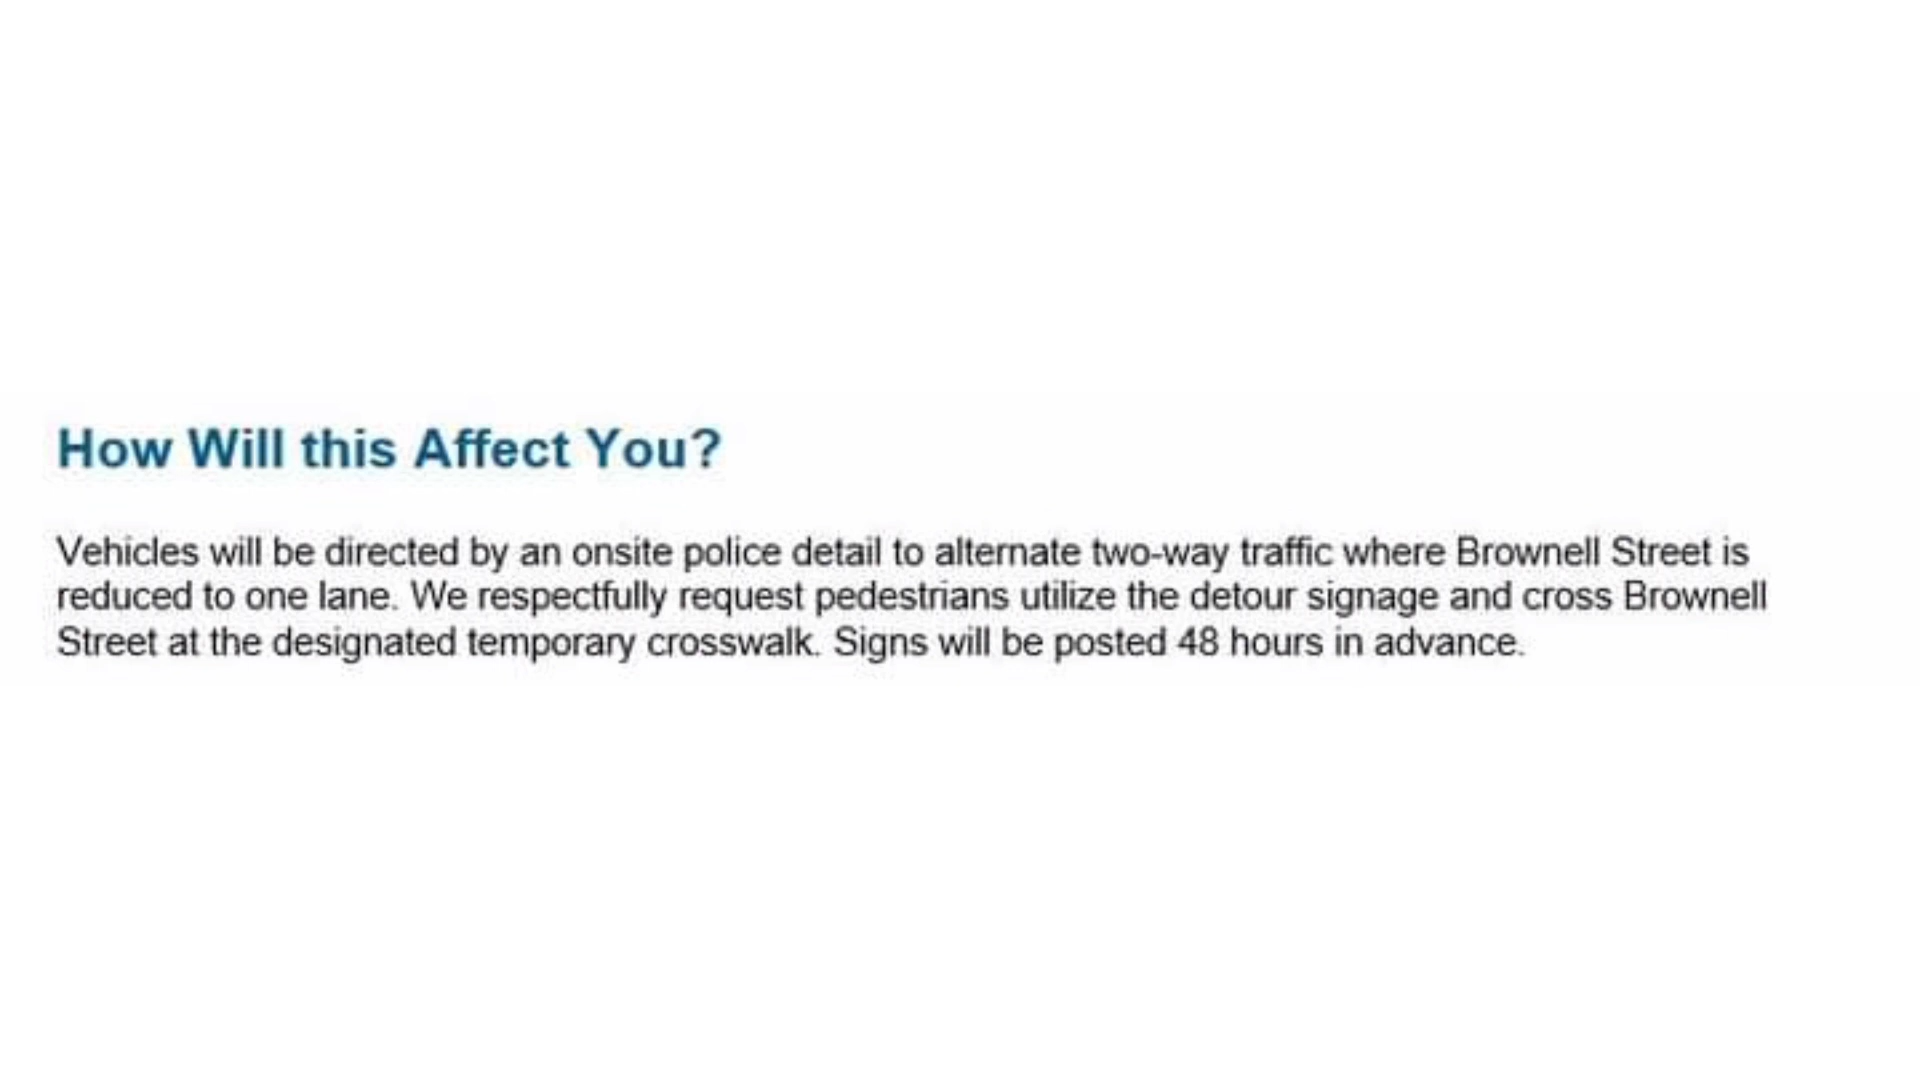 How Will this Affect You?
Vehicles will be directed by an onsite police detail to alternate two-way traffic where Brownell Street is
reduced to one lane. We respectfully request pedestrians utilize the detour signage and cross Brownell
Street at the designated temporary crosswalk. Signs will be posted 48 hours in advance.